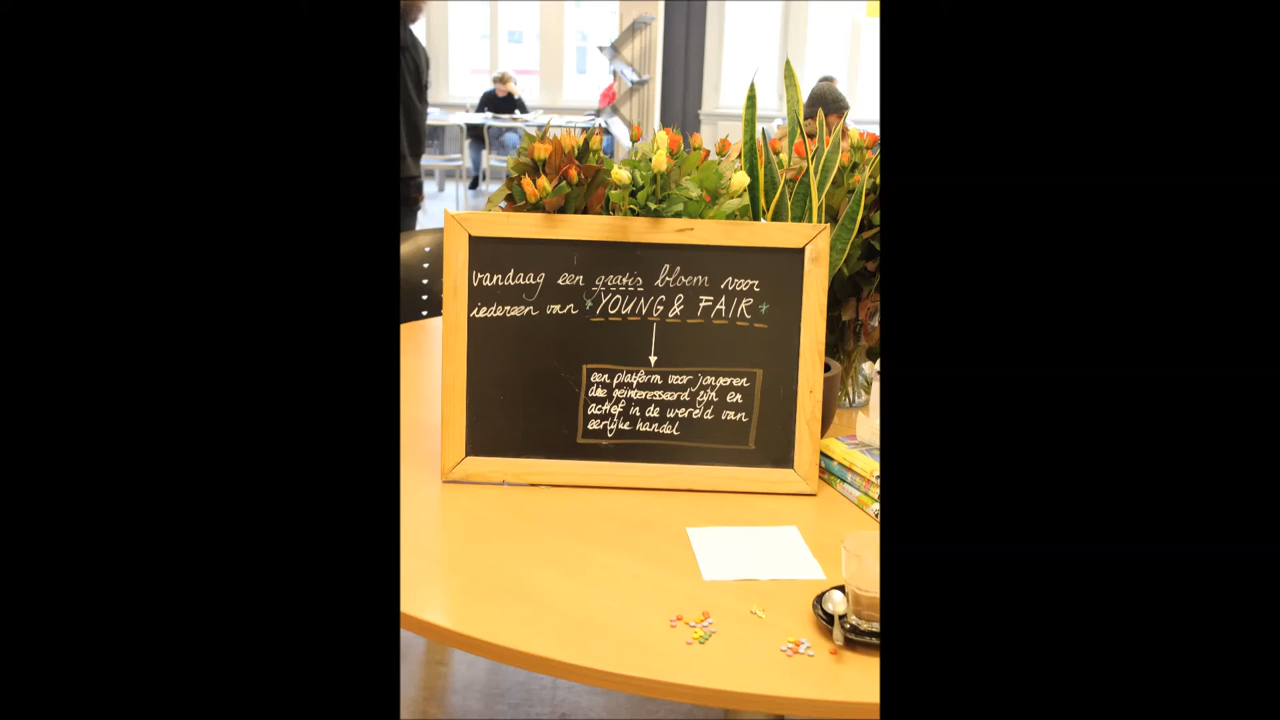 vandaag een gratis bloem voor
iedereen van *YOUNG & FAIR*
een platform voor jongeren
die geïnteresseerd zijn en
actief in de wereld van
eerlijke handel